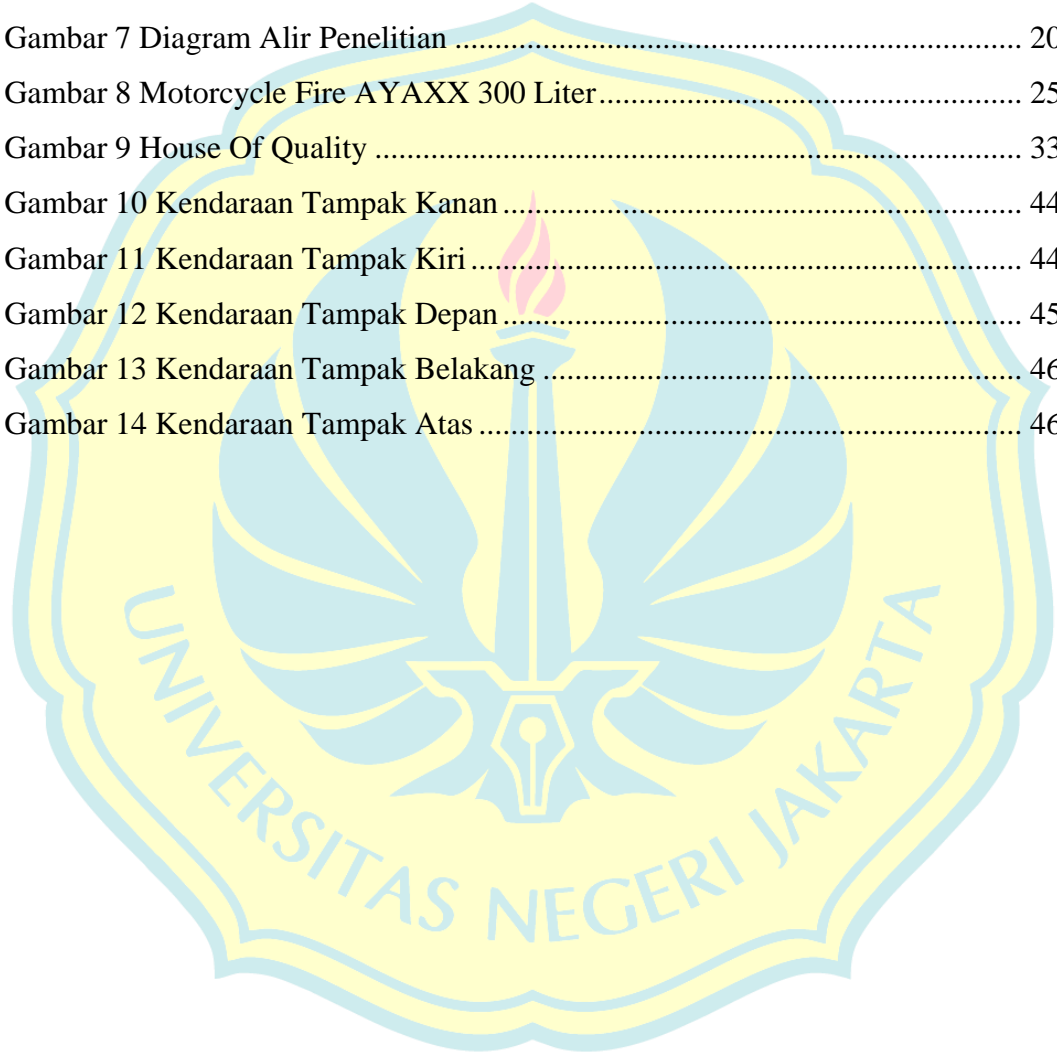 Gambar 7 Diagram Alir Penelitian ........................................................................................ 20
Gambar 8 Motorcycle Fire AYAXX 300 Liter.................................................................. 25
Gambar 9 House Of Quality .................................................................................................... 33
Gambar 10 Kendaraan Tampak Kanan ................................................................................ 44
Gambar 11 Kendaraan Tampak Kiri ..................................................................................... 44
Gambar 12 Kendaraan Tampak Depan ................................................................................. 45
Gambar 13 Kendaraan Tampak Belakang .......................................................................... 46
Gambar 14 Kendaraan Tampak Atas .................................................................................... 46
UNIVERSITAS NEGERI JAKARTA